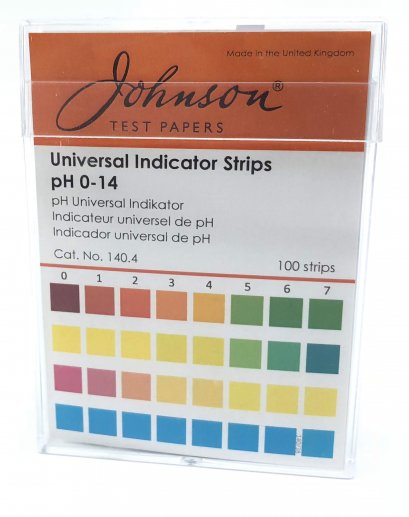 Made in the United Kingdom
Johnson®
TEST PAPERS
Universal Indicator Strips
pH 0-14
pH Universal Indikator
Indicateur universel de pH
Indicador universal de pH
Cat. No. 140.4 100 strips
0 1 2 3 4 5 6 7